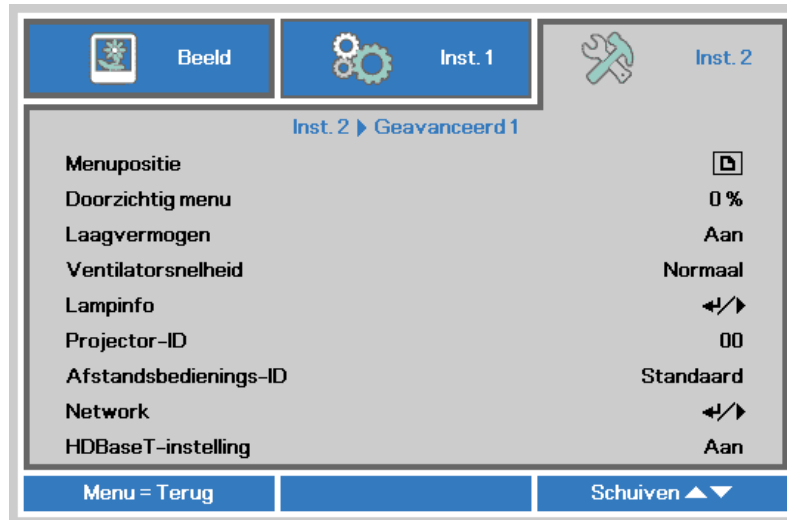 Beeld
Inst. 1
Inst. 2
Inst. 2 ▶ Geavanceerd 1
Menupositie
Doorzichtig menu 0 %
Laagvermogen Aan
Ventilatorsnelheid Normaal
Lampinfo ↵/▶
Projector-ID 00
Afstandsbedienings-ID Standaard
Network ↵/▶
HDBaseT-instelling Aan
Menu = Terug
Schuiven ▲▼